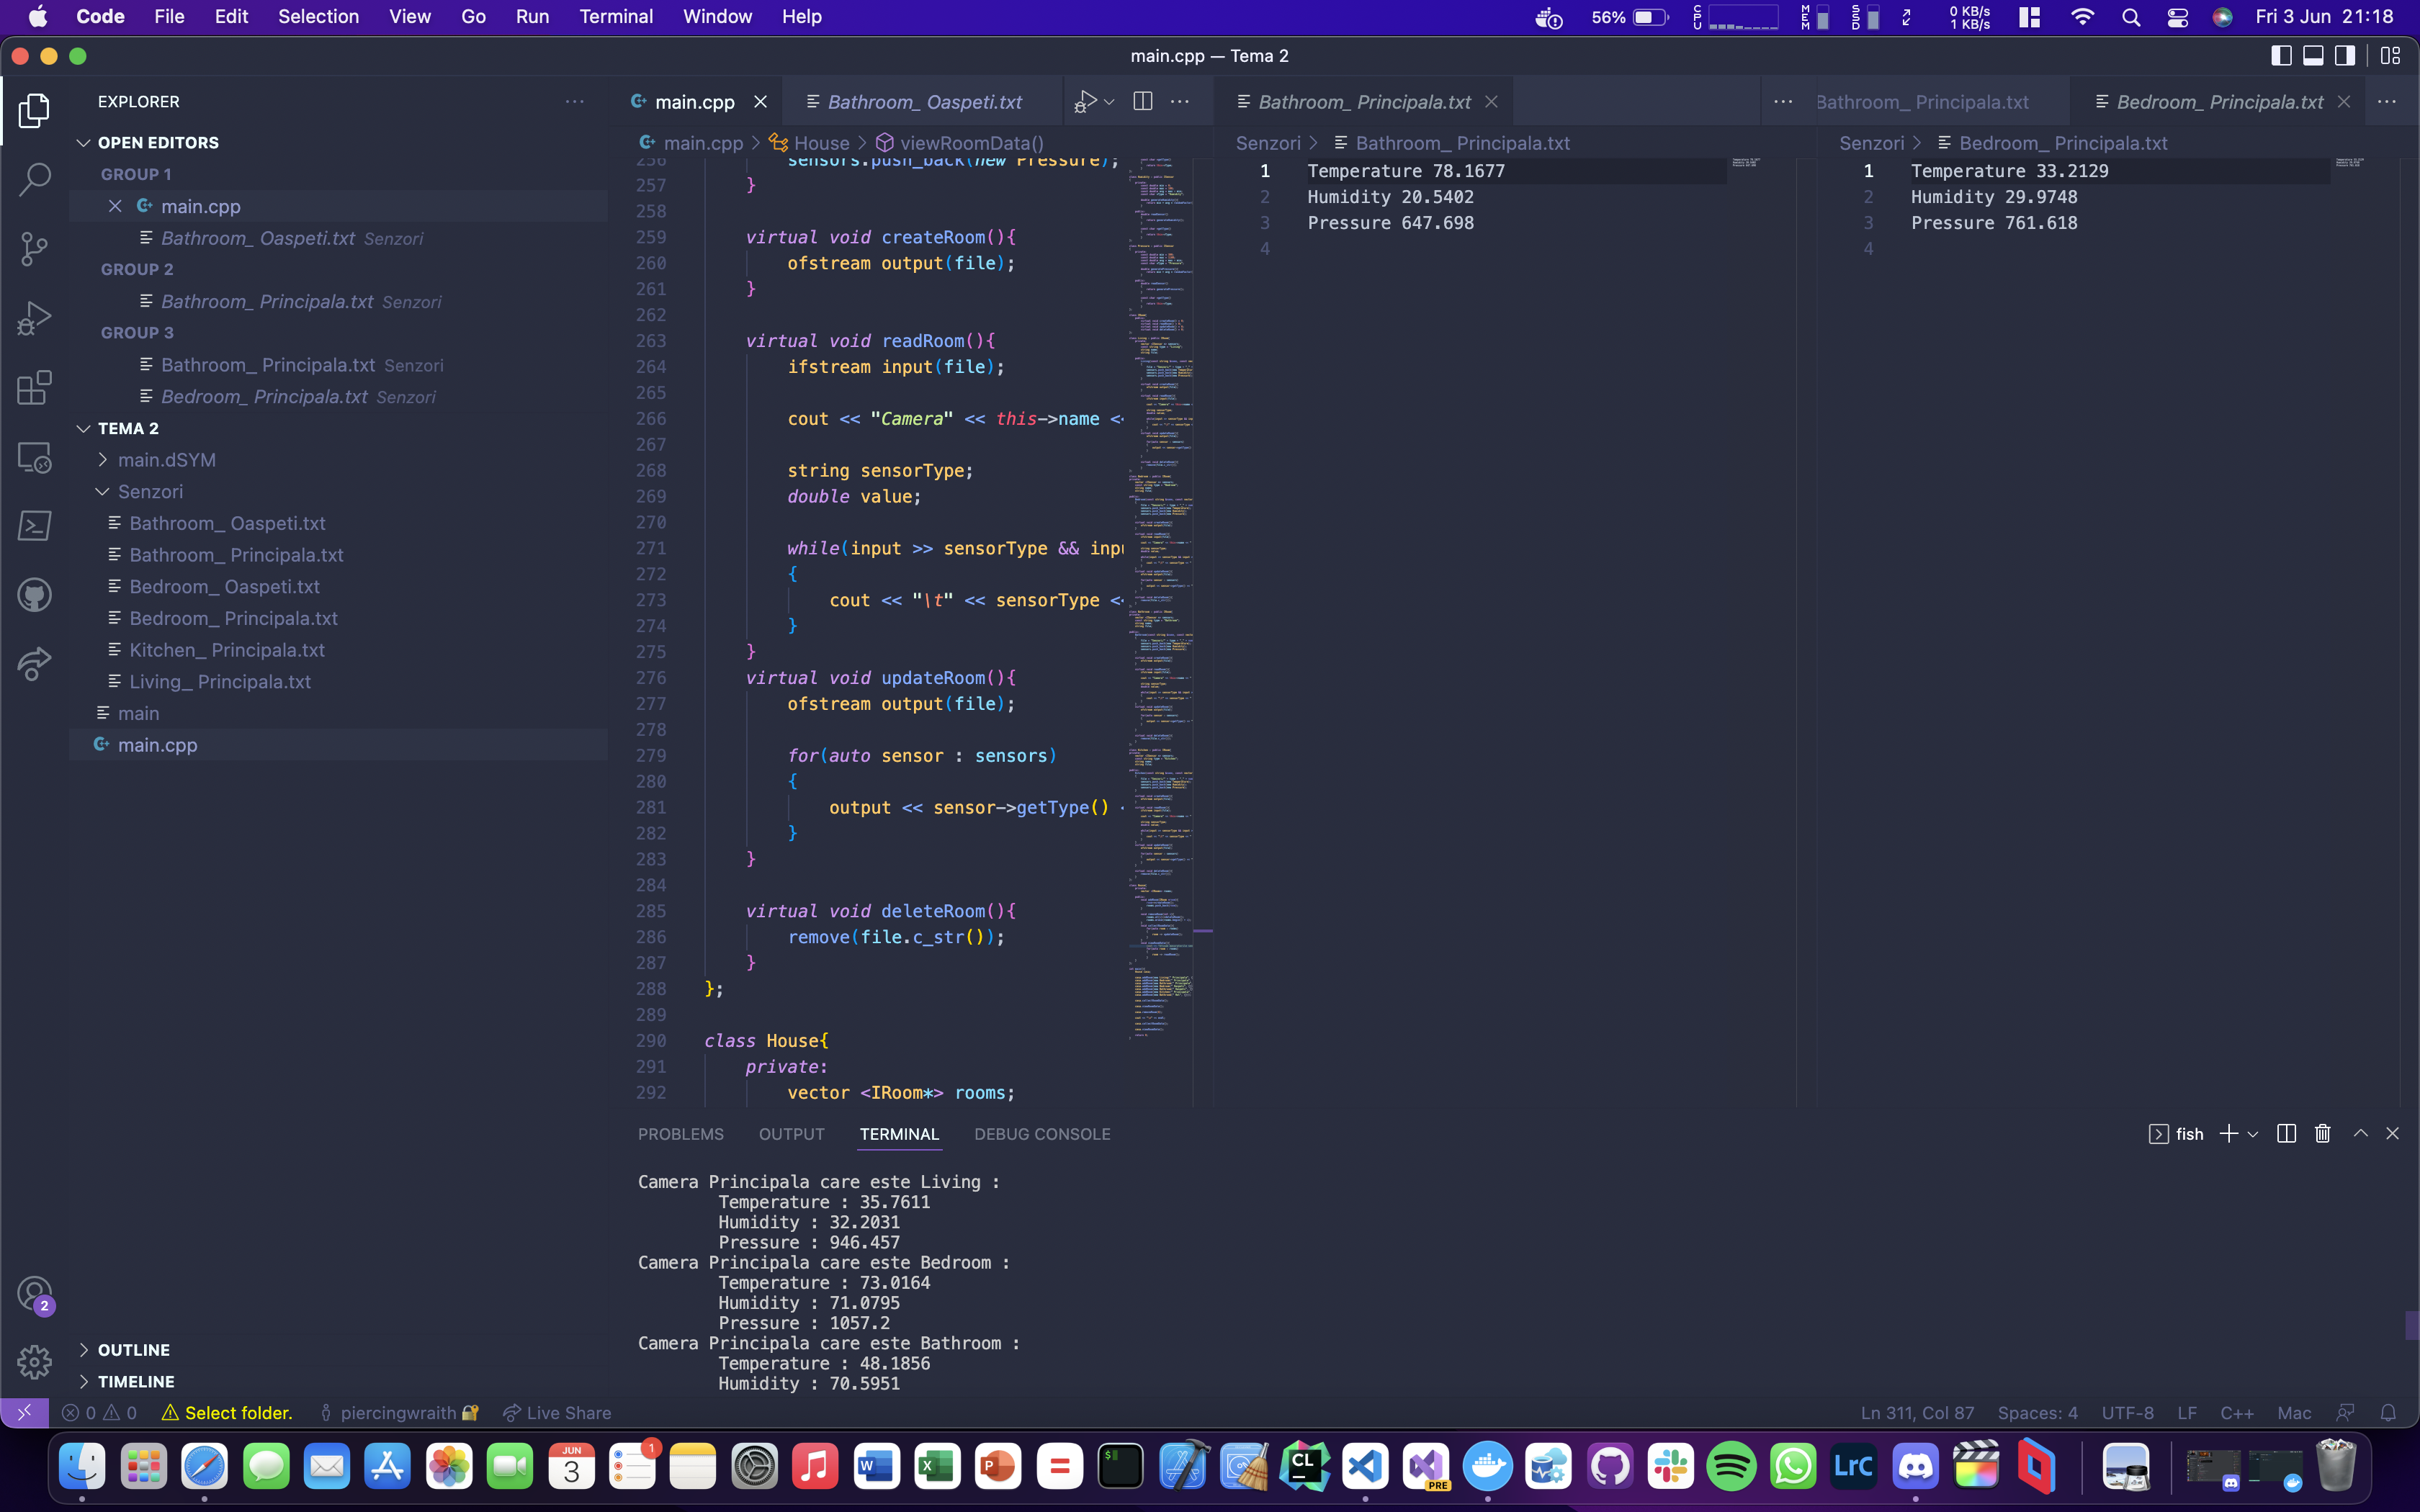 Code File Edit Selection View Go Run Terminal Window Help
56% CPU MEM SSD 0 KB/s 1 KB/s Fri 3 Jun 21:18
main.cpp — Tema 2
EXPLORER
OPEN EDITORS
GROUP 1
main.cpp
Bathroom_ Oaspeti.txt Senzori
GROUP 2
Bathroom_ Principala.txt Senzori
GROUP 3
Bathroom_ Principala.txt Senzori
Bedroom_ Principala.txt Senzori
TEMA 2
main.dSYM
Senzori
Bathroom_ Oaspeti.txt
Bathroom_ Principala.txt
Bedroom_ Oaspeti.txt
Bedroom_ Principala.txt
Kitchen_ Principala.txt
Living_ Principala.txt
main
main.cpp
OUTLINE
TIMELINE
2
main.cpp Bathroom_ Oaspeti.txt
main.cpp > House > viewRoomData()
256 sensors.push_back(new Pressure);
257 }
258
259 virtual void createRoom(){
260 ofstream output(file);
261 }
262
263 virtual void readRoom(){
264 ifstream input(file);
265
266 cout << "Camera" << this->name <<
267
268 string sensorType;
269 double value;
270
271 while(input >> sensorType && inpu
272 {
273 cout << "\t" << sensorType <<
274 }
275 }
276 virtual void updateRoom(){
277 ofstream output(file);
278
279 for(auto sensor : sensors)
280 {
281 output << sensor->getType()
282 }
283 }
284
285 virtual void deleteRoom(){
286 remove(file.c_str());
287 }
288 };
289
290 class House{
291 private:
292 vector <IRoom*> rooms;
Bathroom_ Principala.txt
Senzori > Bathroom_ Principala.txt
1 Temperature 78.1677
2 Humidity 20.5402
3 Pressure 647.698
4
Bathroom_ Principala.txt Bedroom_ Principala.txt
Senzori > Bedroom_ Principala.txt
1 Temperature 33.2129
2 Humidity 29.9748
3 Pressure 761.618
4
PROBLEMS OUTPUT TERMINAL DEBUG CONSOLE
fish
Camera Principala care este Living :
Temperature : 35.7611
Humidity : 32.2031
Pressure : 946.457
Camera Principala care este Bedroom :
Temperature : 73.0164
Humidity : 71.0795
Pressure : 1057.2
Camera Principala care este Bathroom :
Temperature : 48.1856
Humidity : 70.5951
0 0 Select folder. piercingwraith Live Share
Ln 311, Col 87 Spaces: 4 UTF-8 LF C++ Mac
JUN 3
1
W X P
$
CL
PRE
LrC